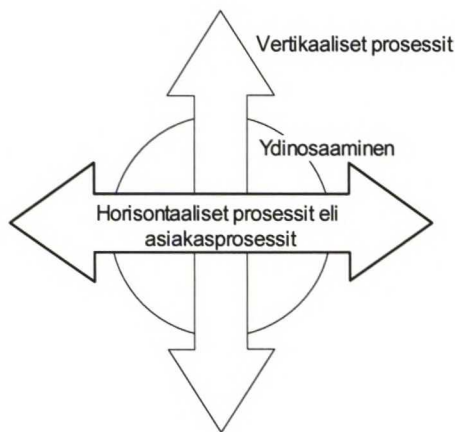 Vertikaaliset prosessit
Ydinosaaminen
Horisontaaliset prosessit eli
asiakasprosessit